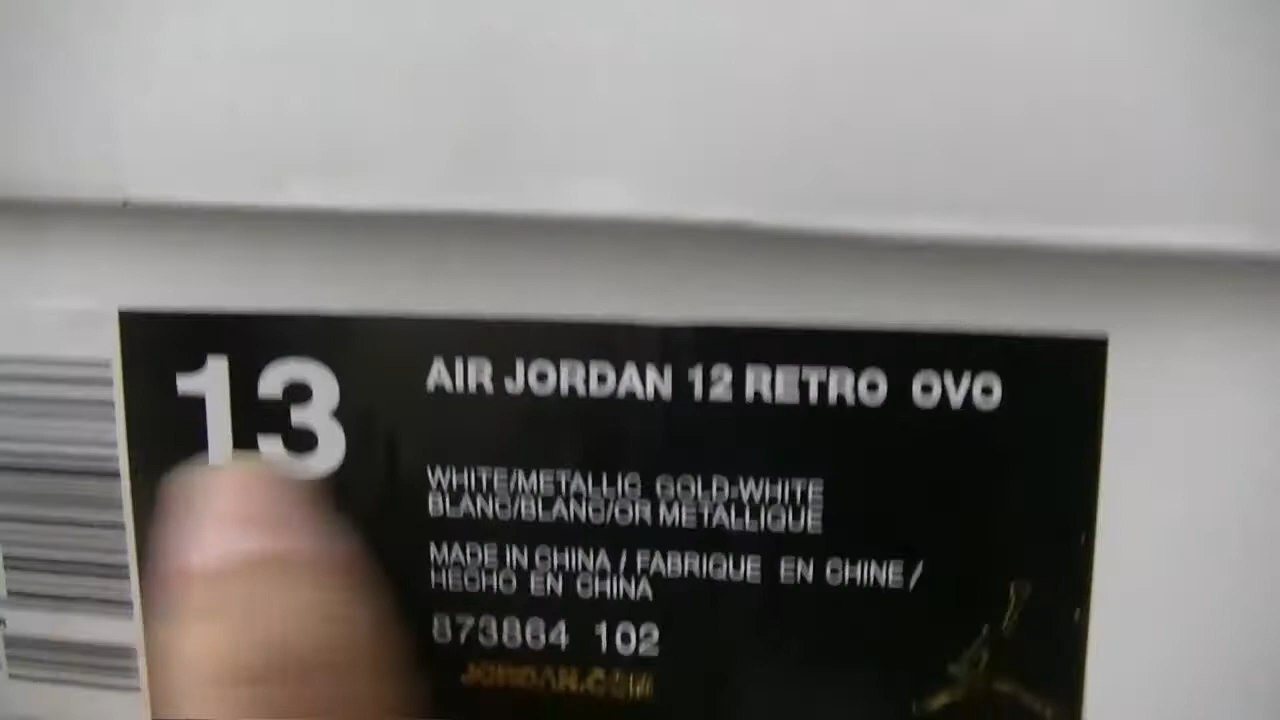 13
AIR JORDAN 12 RETRO OVO
WHITE/METALLIC GOLD-WHITE
BLANC/BLANC/OR METALLIQUE
MADE IN CHINA / FABRIQUE EN CHINE /
HECHO EN CHINA
873864 102
JORDAN.COM